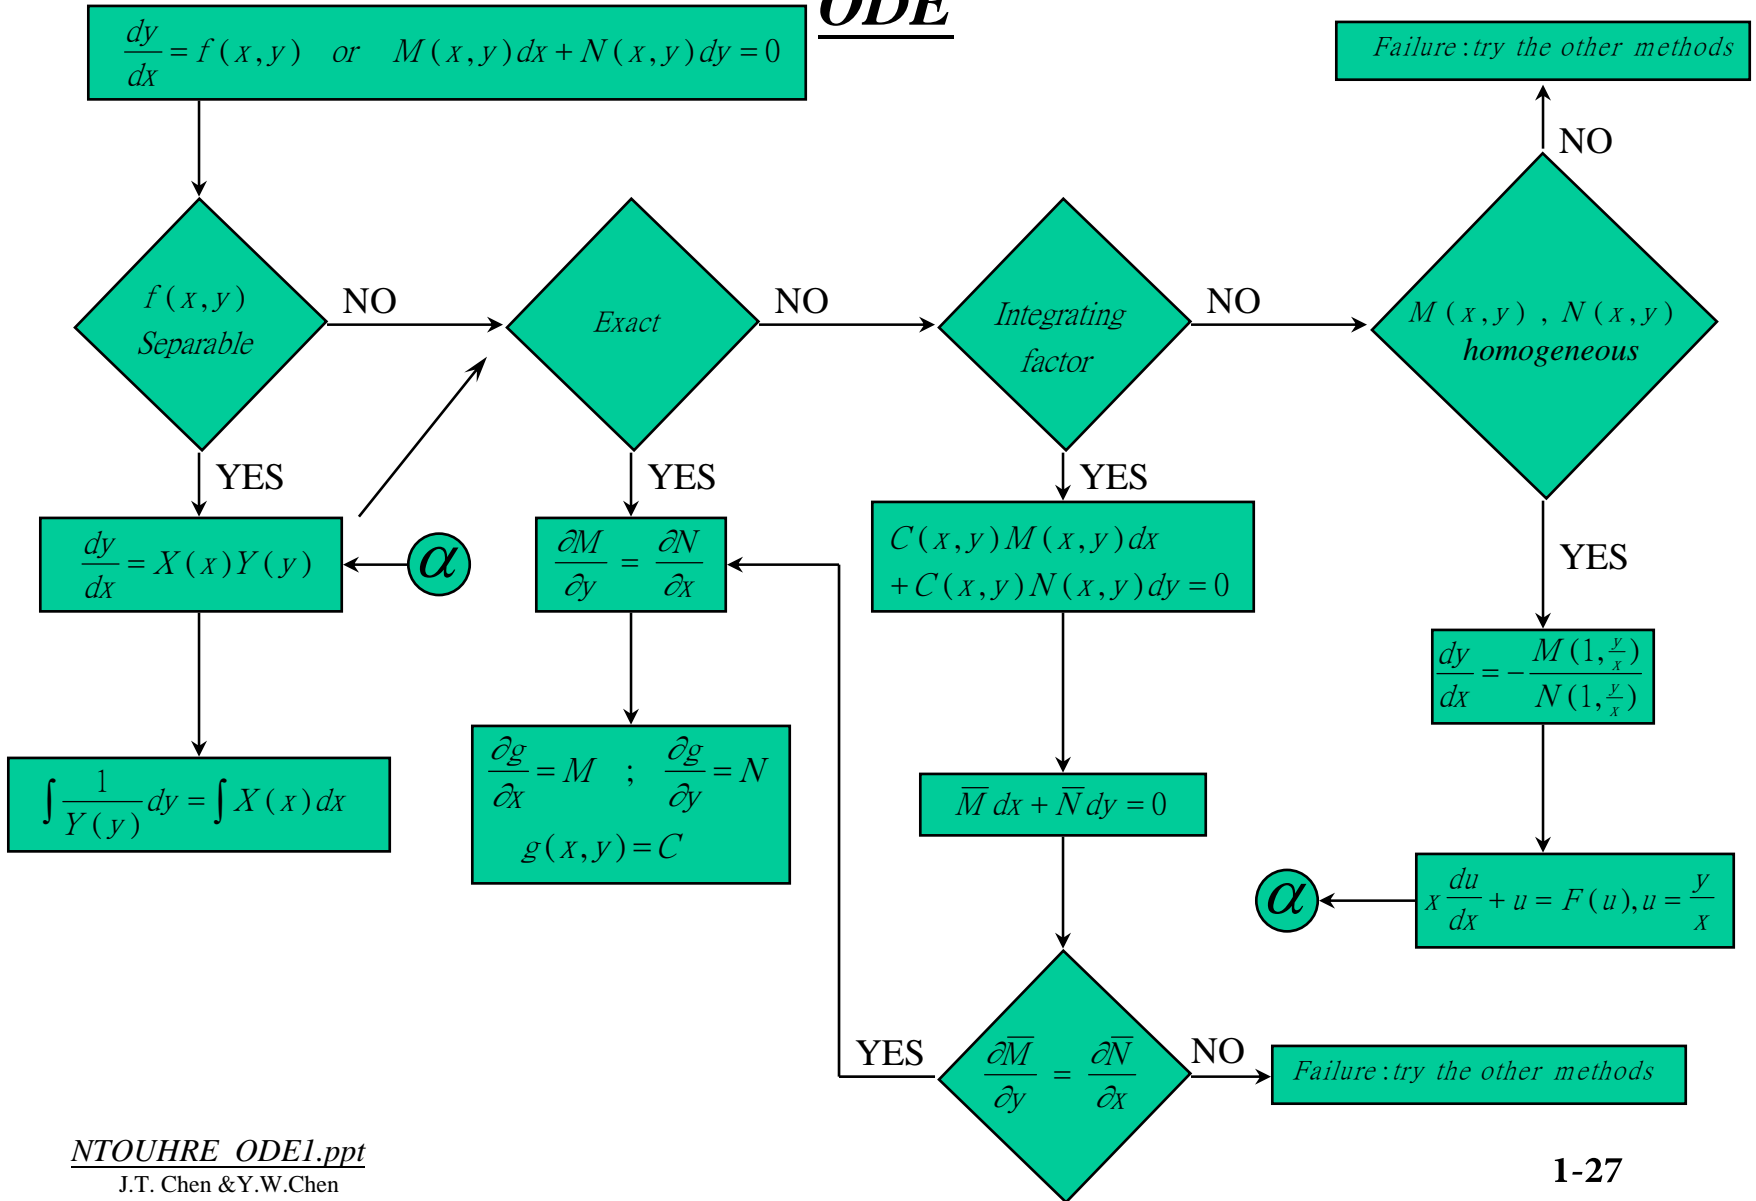 ODE
dy/dx = f(x,y) or M(x,y)dx + N(x,y)dy = 0
Failure:try the other methods
NO
f(x,y)
Separable
NO
Exact
NO
Integrating
factor
NO
M(x,y) , N(x,y)
homogeneous
YES
YES
YES
YES
dy/dx = X(x)Y(y)
α
∂M/∂y = ∂N/∂x
C(x,y)M(x,y)dx
+C(x,y)N(x,y)dy = 0
dy/dx = −M(1,y/x)/N(1,y/x)
∫1/Y(y) dy = ∫X(x)dx
∂g/∂x = M ; ∂g/∂y = N
g(x,y)=C
M̅dx + N̅dy = 0
α
x du/dx + u = F(u),u = y/x
YES
∂M̅/∂y = ∂N̅/∂x
NO
Failure:try the other methods
NTOUHRE ODE1.ppt
J.T. Chen &Y.W.Chen
1-27